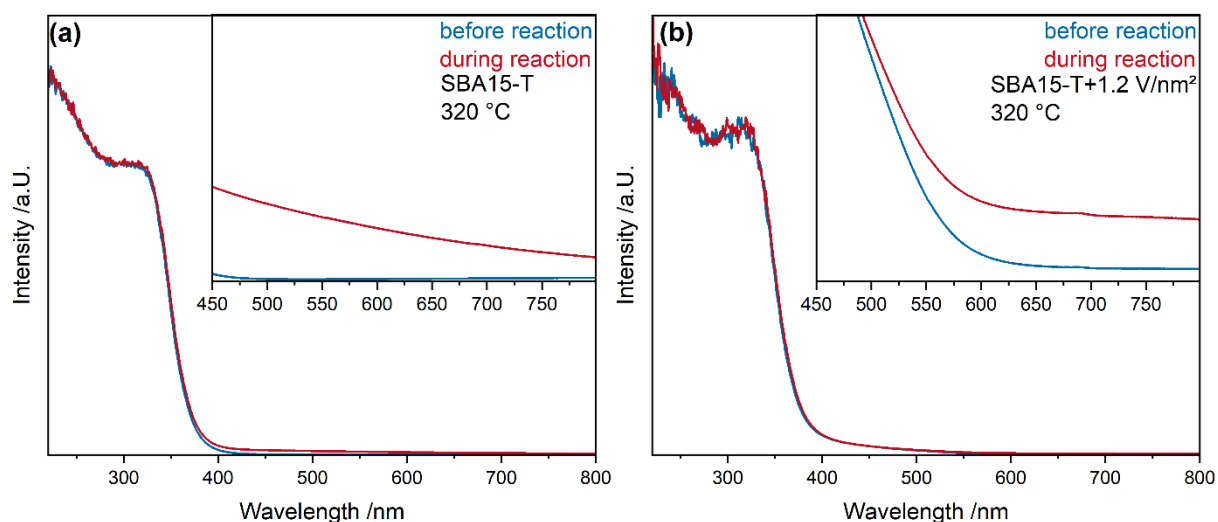 (a)
before reaction
during reaction
SBA15-T
320 °C
450 500 550 600 650 700 750
Intensity /a.U.
300 400 500 600 700 800
Wavelength /nm
(b)
before reaction
during reaction
SBA15-T+1.2 V/nm²
320 °C
450 500 550 600 650 700 750
Intensity /a.U.
300 400 500 600 700 800
Wavelength /nm